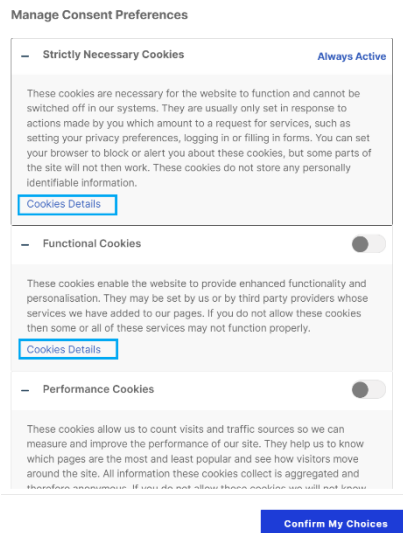 Manage Consent Preferences
– Strictly Necessary Cookies Always Active
These cookies are necessary for the website to function and cannot be
switched off in our systems. They are usually only set in response to
actions made by you which amount to a request for services, such as
setting your privacy preferences, logging in or filling in forms. You can set
your browser to block or alert you about these cookies, but some parts of
the site will not then work. These cookies do not store any personally
identifiable information.
Cookies Details
– Functional Cookies
These cookies enable the website to provide enhanced functionality and
personalisation. They may be set by us or by third party providers whose
services we have added to our pages. If you do not allow these cookies
then some or all of these services may not function properly.
Cookies Details
– Performance Cookies
These cookies allow us to count visits and traffic sources so we can
measure and improve the performance of our site. They help us to know
which pages are the most and least popular and see how visitors move
around the site. All information these cookies collect is aggregated and
therefore anonymous. If you do not allow these cookies we will not know
Confirm My Choices